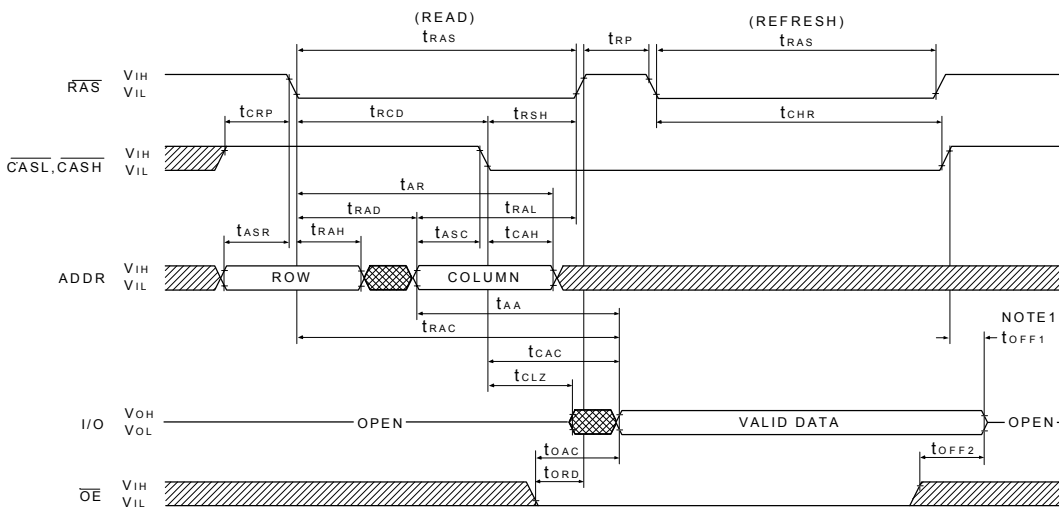 (READ) (REFRESH)
tRAS tRP tRAS
RAS VIH
VIL
tCRP tRCD tRSH tCHR
CASL,CASH VIH
VIL
tAR
tRAD tRAL
tASR tRAH tASC tCAH
ADDR VIH
VIL
ROW COLUMN
tAA
NOTE1
tRAC tOFF1
tCAC
tCLZ
I/O VOH
VOL
OPEN VALID DATA OPEN
tOAC tOFF2
tORD
OE VIH
VIL